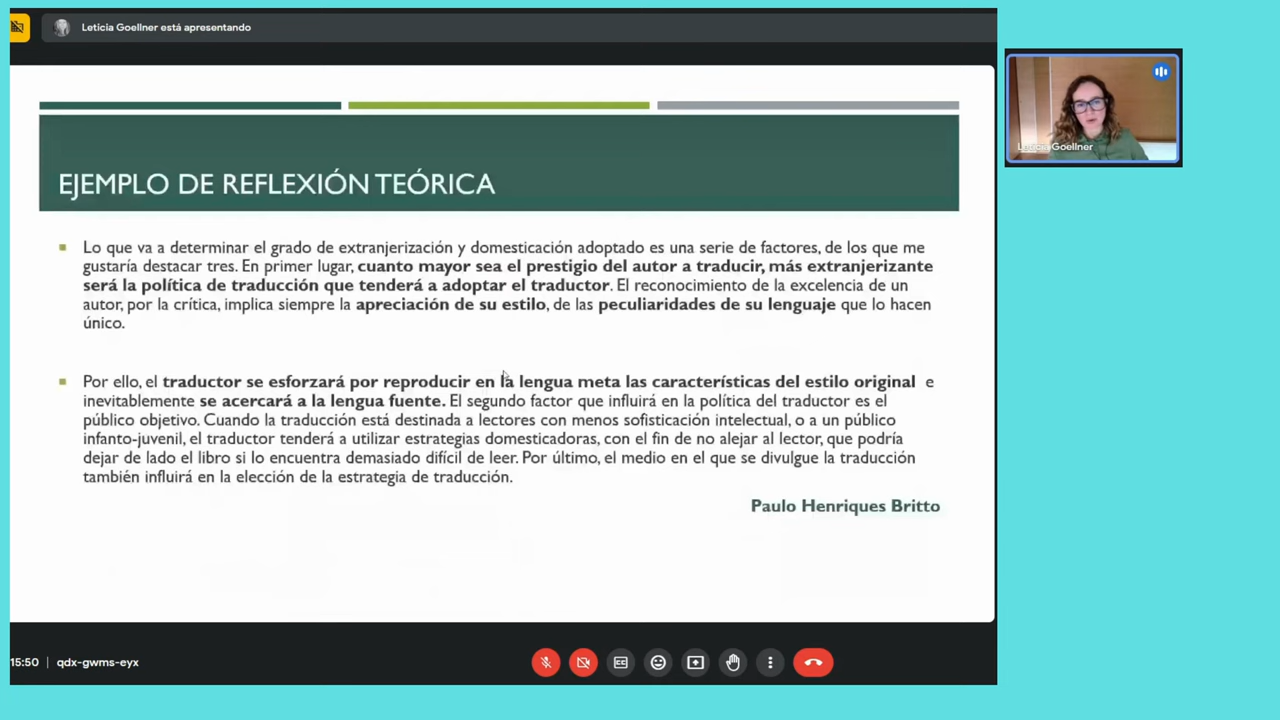 Leticia Goellner está apresentando
Leticia Goellner
EJEMPLO DE REFLEXIÓN TEÓRICA
Lo que va a determinar el grado de extranjerización y domesticación adoptado es una serie de factores, de los que me
gustaría destacar tres. En primer lugar, cuanto mayor sea el prestigio del autor a traducir, más extranjerizante
será la política de traducción que tenderá a adoptar el traductor. El reconocimiento de la excelencia de un
autor, por la crítica, implica siempre la apreciación de su estilo, de las peculiaridades de su lenguaje que lo hacen
único.
Por ello, el traductor se esforzará por reproducir en la lengua meta las características del estilo original e
inevitablemente se acercará a la lengua fuente. El segundo factor que influirá en la política del traductor es el
público objetivo. Cuando la traducción está destinada a lectores con menos sofisticación intelectual, o a un público
infanto-juvenil, el traductor tenderá a utilizar estrategias domesticadoras, con el fin de no alejar al lector, que podría
dejar de lado el libro si lo encuentra demasiado difícil de leer. Por último, el medio en el que se divulgue la traducción
también influirá en la elección de la estrategia de traducción.
Paulo Henriques Britto
15:50 | qdx-gwms-eyx